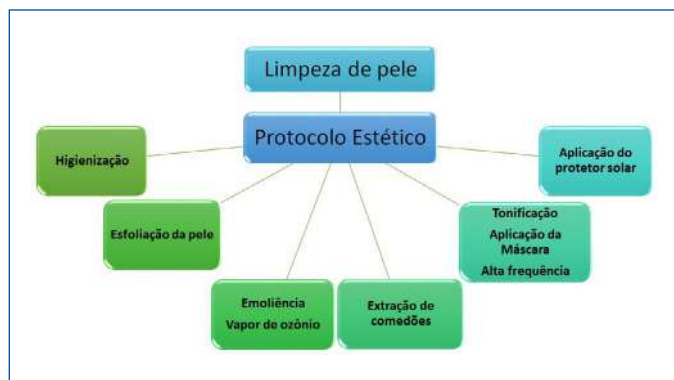 Limpeza de pele
Protocolo Estético
Higienização
Esfoliação da pele
Emoliência
Vapor de ozônio
Extração de
comedões
Tonificação
Aplicação da
Máscara
Alta frequência
Aplicação do
protetor solar